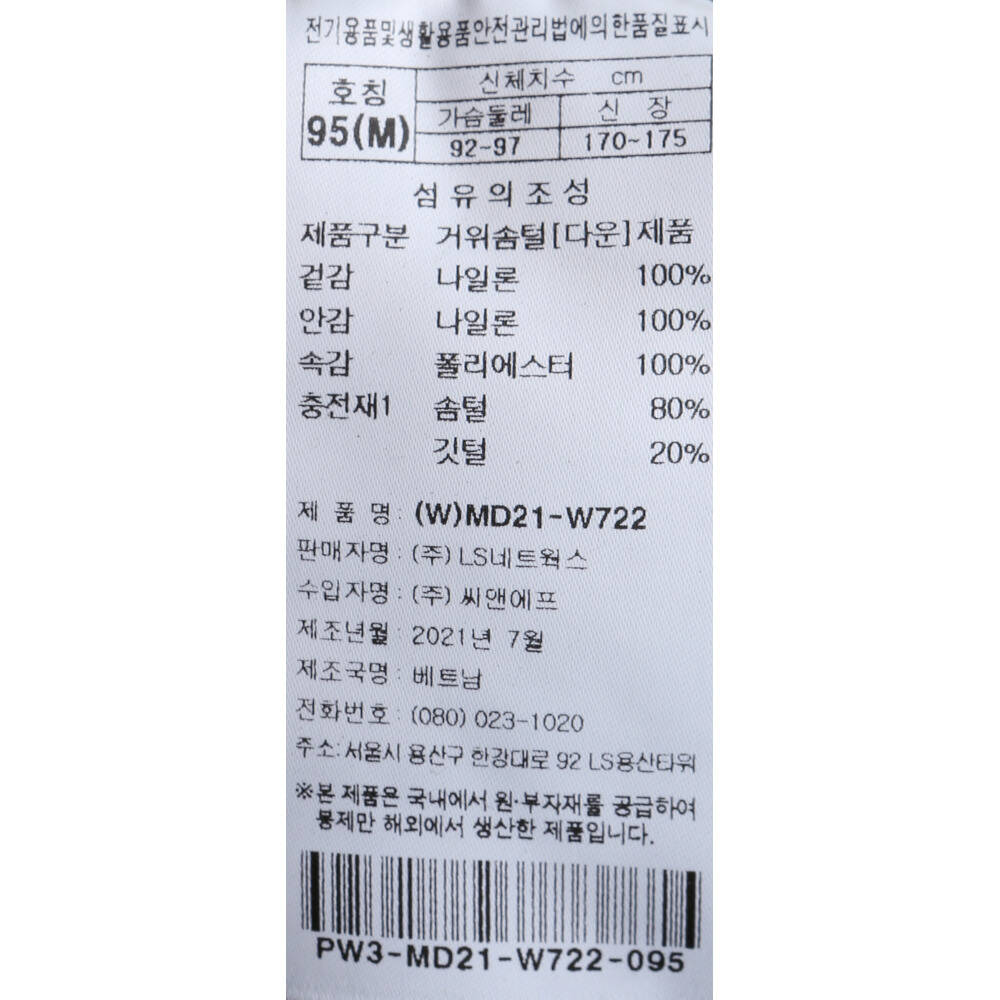 전기용품및생활용품안전관리법에의한품질표시
호칭 신체치수 cm
95(M) 가슴둘레 신 장
92~97 170~175
섬유의조성
제품구분 거위솜털[다운]제품
겉감 나일론 100%
안감 나일론 100%
속감 폴리에스터 100%
충전재1 솜털 80%
깃털 20%
제 품 명 : (W)MD21-W722
판매자명 : (주) LS네트웍스
수입자명 : (주) 씨앤에프
제조년월 : 2021년 7월
제조국명 : 베트남
전화번호 : (080) 023-1020
주소: 서울시 용산구 한강대로 92 LS용산타워
※본 제품은 국내에서 원·부자재를 공급하여
봉제만 해외에서 생산한 제품입니다.
PW3-MD21-W722-095